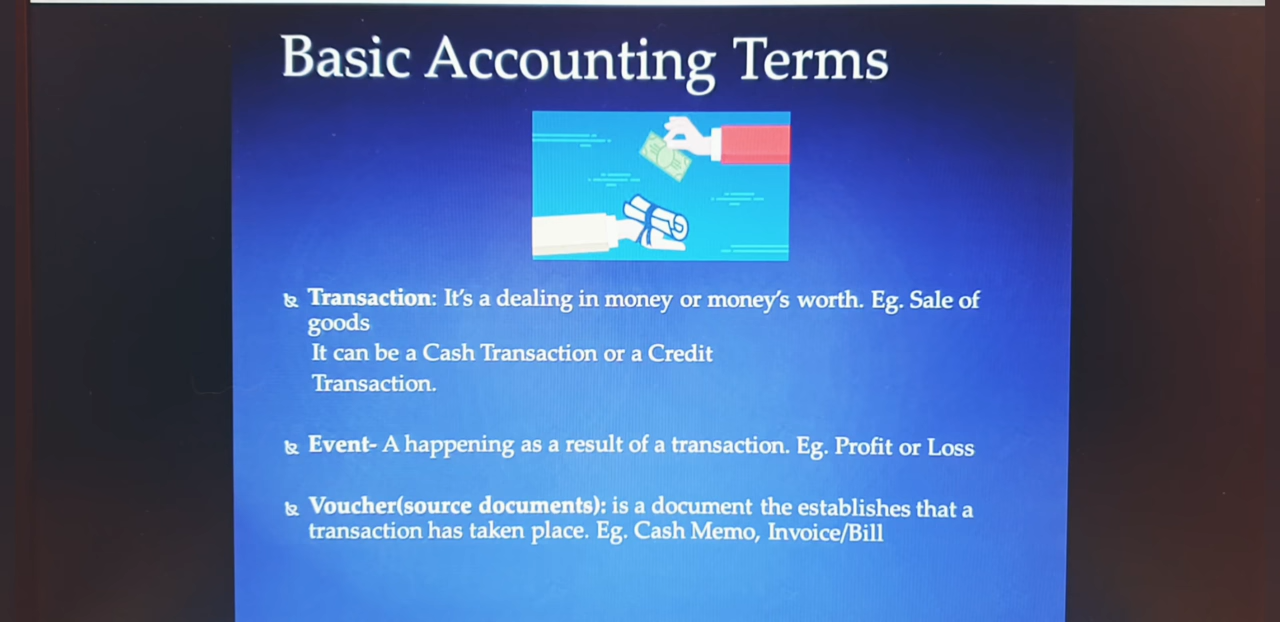 Basic Accounting Terms
Transaction: It's a dealing in money or money's worth. Eg. Sale of
goods
It can be a Cash Transaction or a Credit
Transaction.
Event- A happening as a result of a transaction. Eg. Profit or Loss
Voucher(source documents): is a document the establishes that a
transaction has taken place. Eg. Cash Memo, Invoice/Bill